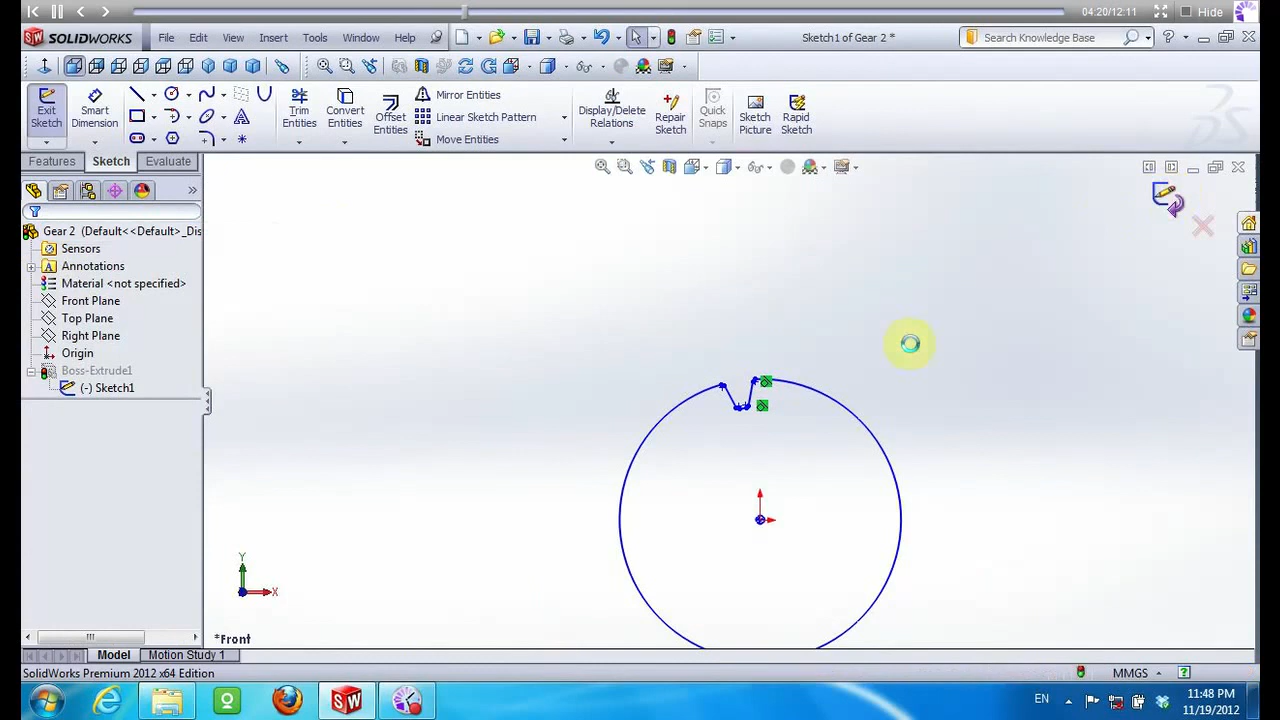 04:20/12:11
Hide
SOLIDWORKS
File Edit View Insert Tools Window Help
Sketch1 of Gear 2 *
Search Knowledge Base
Exit Sketch
Smart Dimension
Trim Entities
Convert Entities
Offset Entities
Mirror Entities
Linear Sketch Pattern
Move Entities
Display/Delete Relations
Repair Sketch
Quick Snaps
Sketch Picture
Rapid Sketch
Features Sketch Evaluate
Gear 2 (Default<<Default>_Dis
Sensors
Annotations
Material <not specified>
Front Plane
Top Plane
Right Plane
Origin
Boss-Extrude1
(-) Sketch1
Y
X
*Front
Model Motion Study 1
SolidWorks Premium 2012 x64 Edition
MMGS
EN
11:48 PM
11/19/2012